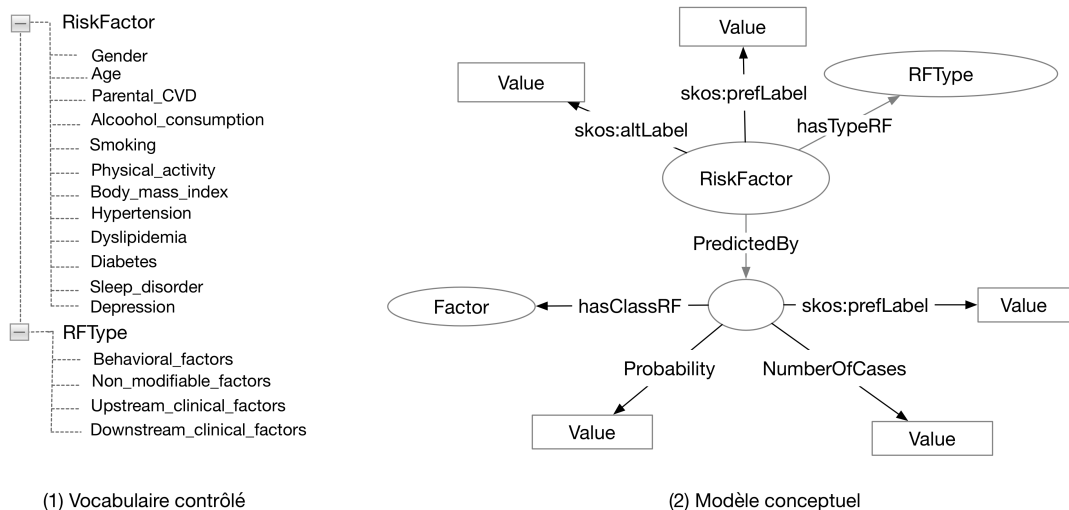 RiskFactor
Gender
Age
Parental_CVD
Alcoohol_consumption
Smoking
Physical_activity
Body_mass_index
Hypertension
Dyslipidemia
Diabetes
Sleep_disorder
Depression
RFType
Behavioral_factors
Non_modifiable_factors
Upstream_clinical_factors
Downstream_clinical_factors
(1) Vocabulaire contrôlé
Value
Value
RFType
skos:prefLabel
skos:altLabel
hasTypeRF
RiskFactor
PredictedBy
Factor
hasClassRF
skos:prefLabel
Value
Probability
NumberOfCases
Value
Value
(2) Modèle conceptuel